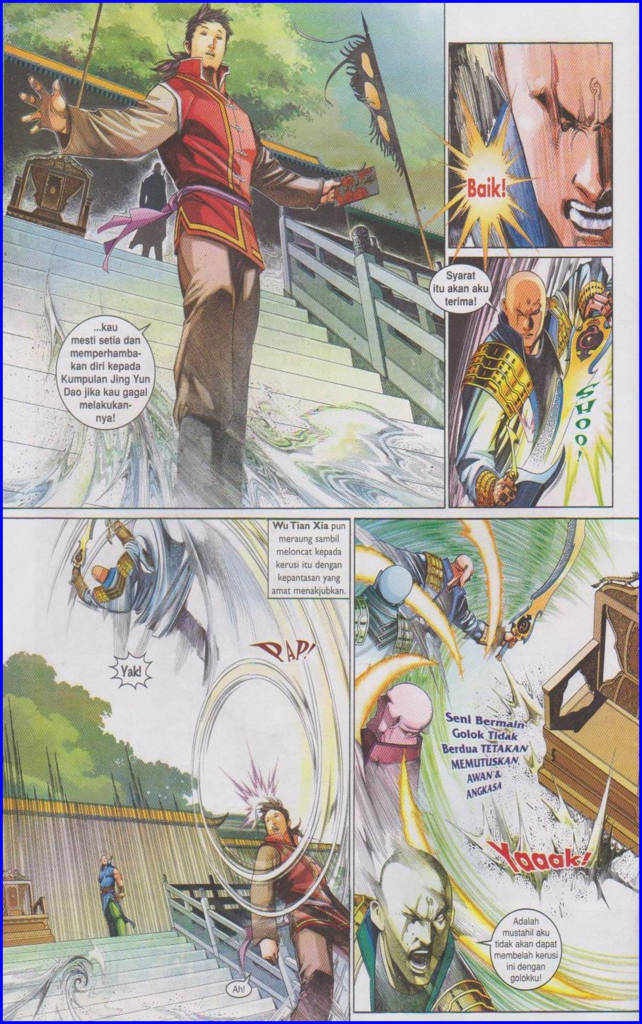 ...kau
mesti setia dan
memperhamba-
kan diri kepada
Kumpulan Jing Yun
Dao jika kau gagal
melakukan-
nya!
Baik!
Syarat
itu aku
terima!
SHOO!
Wu Tian Xia pun
meraung sambil
meloncat kepada
kerusi itu dengan
kepantasan yang
amat menakjubkan.
Yak!
PAP!
Ah!
Seni Bermain
Golok Tidak
Berdua TETAKAN
MEMUTUSKAN
AWAN &
ANGKASA
Yaaak!
Adalah
mustahil aku
tidak akan dapat
membelah kerusi
ini dengan
golokku!